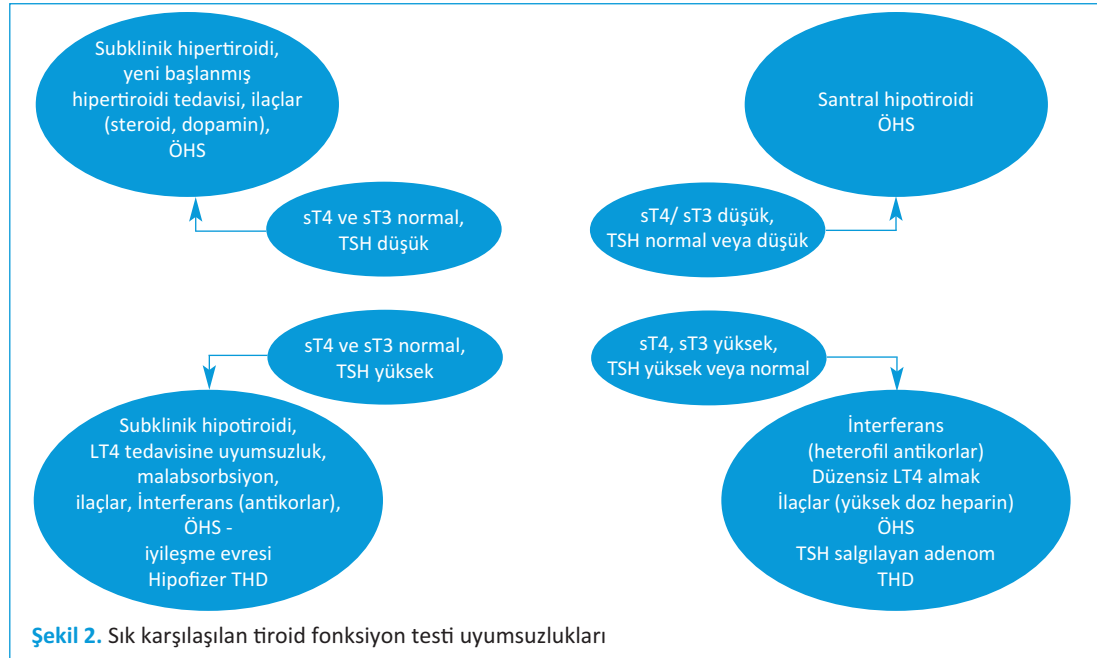 Subklinik hipertiroidi,
yeni başlanmış
hipertiroidi tedavisi, ilaçlar
(steroid, dopamin),
ÖHS
Santral hipotiroidi
ÖHS
sT4 ve sT3 normal,
TSH düşük
sT4/ sT3 düşük,
TSH normal veya düşük
sT4 ve sT3 normal,
TSH yüksek
sT4, sT3 yüksek,
TSH yüksek veya normal
Subklinik hipotiroidi,
LT4 tedavisine uyumsuzluk,
malabsorbsiyon,
ilaçlar, İnterferans (antikorlar),
ÖHS -
iyileşme evresi
Hipofizer THD
İnterferans
(heterofil antikorlar)
Düzensiz LT4 almak
İlaçlar (yüksek doz heparin)
ÖHS
TSH salgılayan adenom
THD
Şekil 2. Sık karşılaşılan tiroid fonksiyon testi uyumsuzlukları